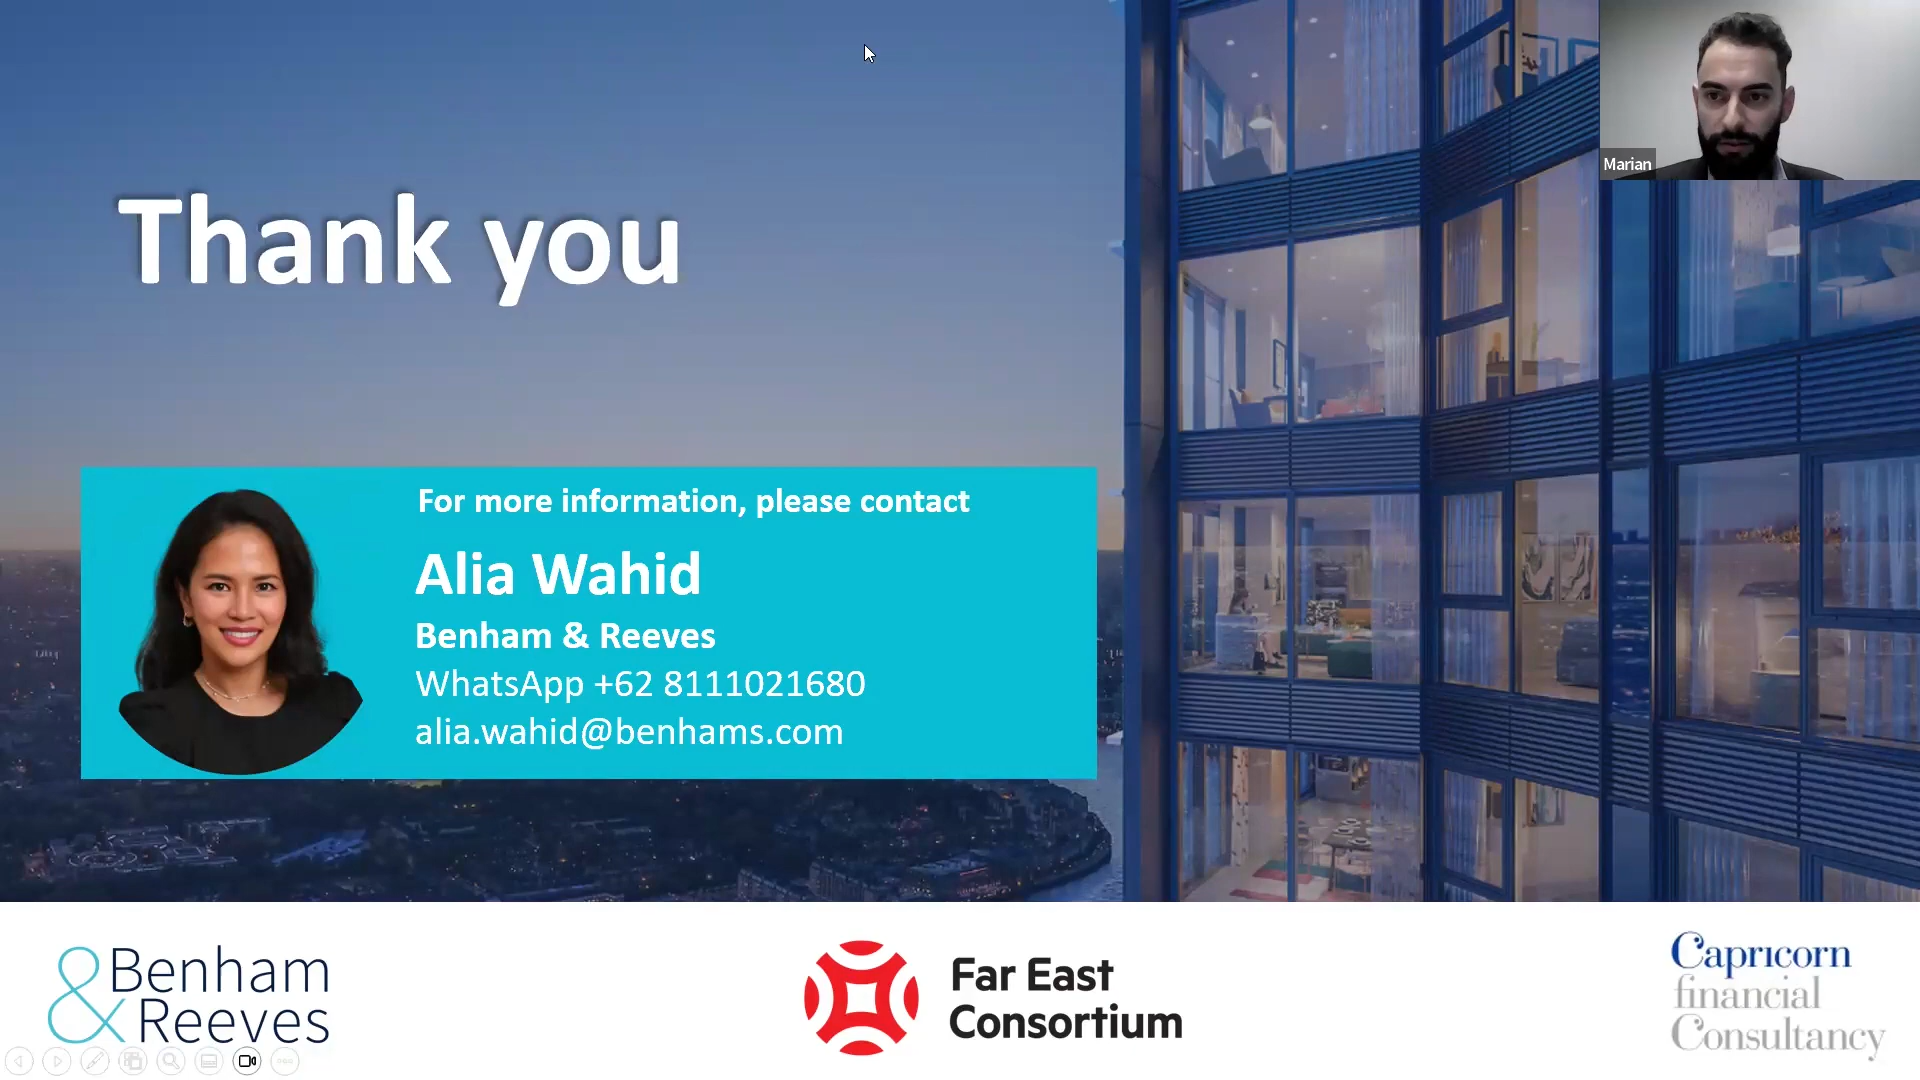 Marian
Thank you
For more information, please contact
Alia Wahid
Benham & Reeves
WhatsApp +62 8111021680
alia.wahid@benhams.com
Benham
& Reeves
Far East
Consortium
Capricorn
financial
Consultancy